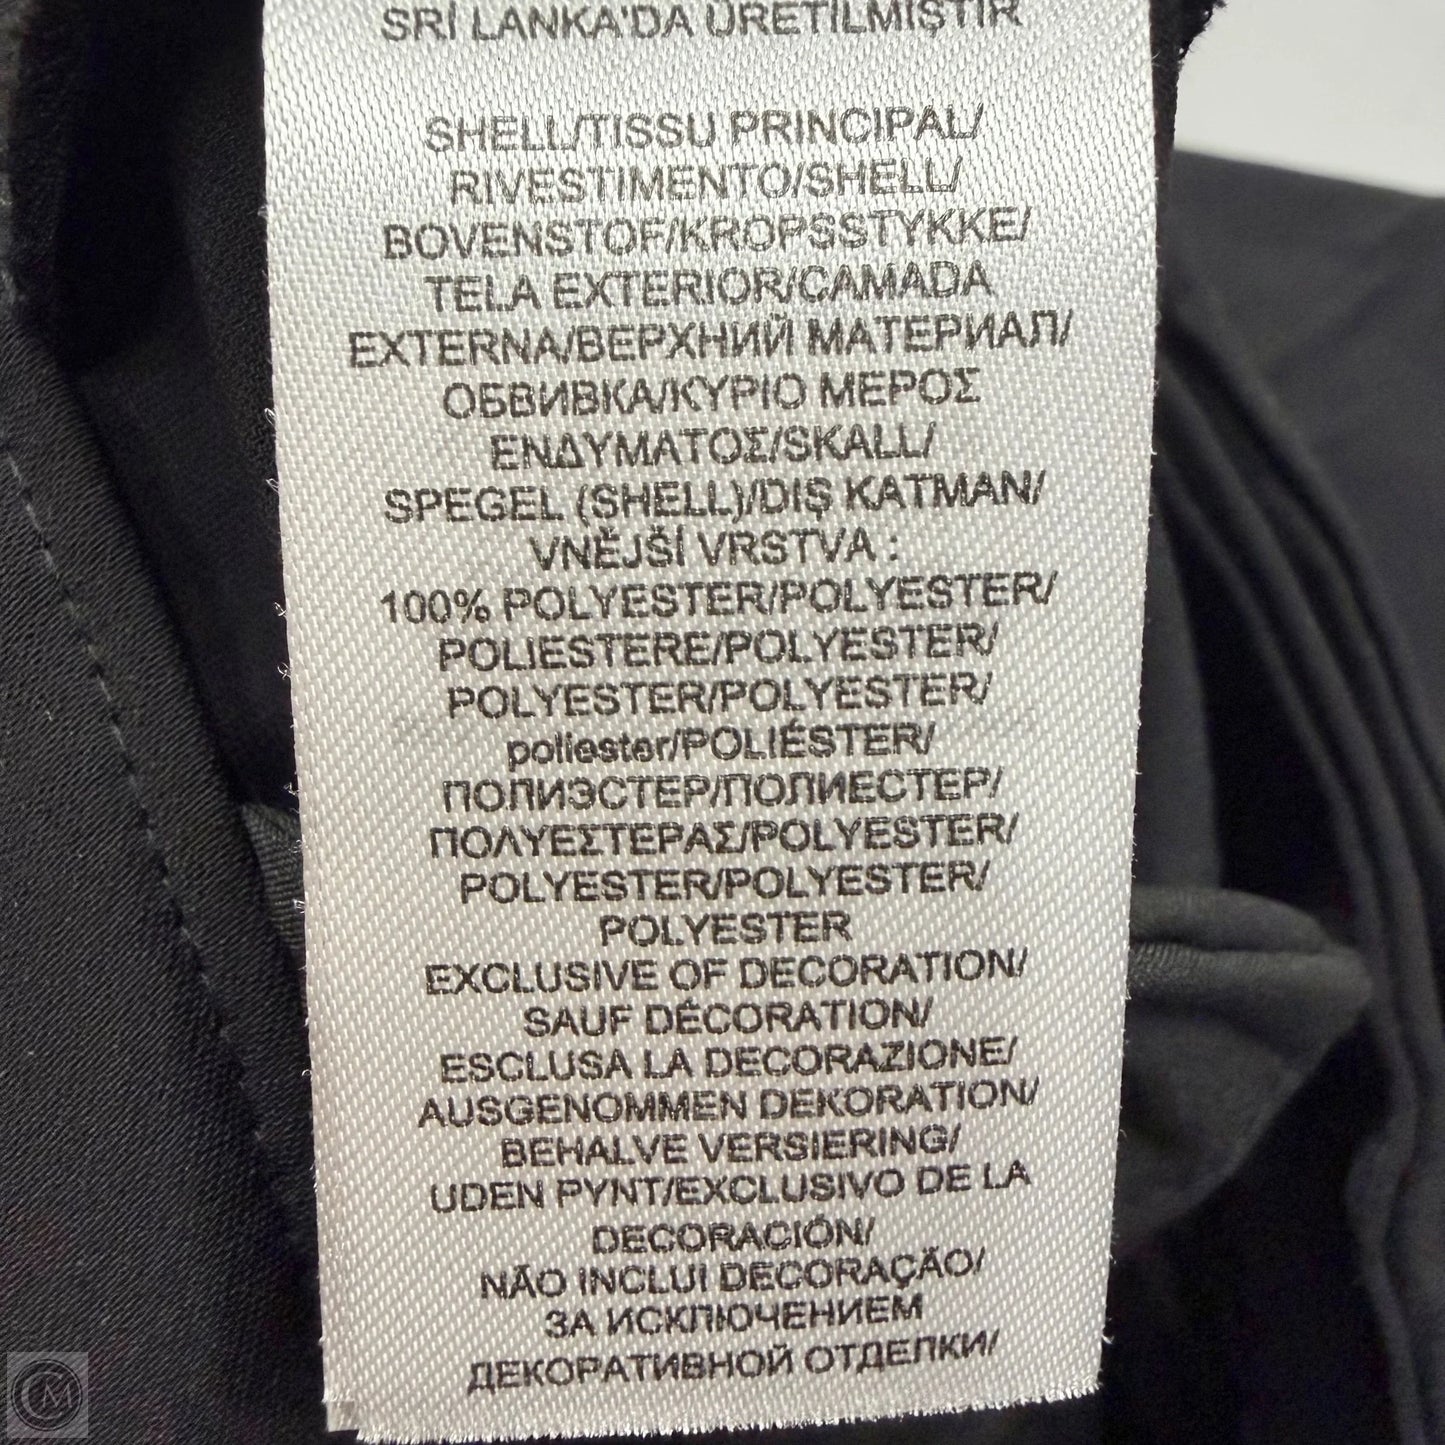 SRİ LANKA'DA ÜRETİLMİŞTİR
SHELL/TISSU PRINCIPAL/
RIVESTIMENTO/SHELL/
BOVENSTOF/KROPSSTYKKE/
TELA EXTERIOR/CAMADA
EXTERNA/ВЕРХНИЙ МАТЕРИАЛ/
ОБВИВКА/ΚΥΡΙΟ ΜΕΡΟΣ
ΕΝΔΥΜΑΤΟΣ/SKALL/
SPEGEL (SHELL)/DIŞ KATMAN/
VNĚJŠÍ VRSTVA :
100% POLYESTER/POLYESTER/
POLIESTERE/POLYESTER/
POLYESTER/POLYESTER/
poliester/POLIÉSTER/
ПОЛИЭСТЕР/ПОЛИЕСТЕР/
ΠΟΛΥΕΣΤΕΡΑΣ/POLYESTER/
POLYESTER/POLYESTER/
POLYESTER
EXCLUSIVE OF DECORATION/
SAUF DÉCORATION/
ESCLUSA LA DECORAZIONE/
AUSGENOMMEN DEKORATION/
BEHALVE VERSIERING/
UDEN PYNT/EXCLUSIVO DE LA
DECORACIÓN/
NÃO INCLUI DECORAÇÃO/
ЗА ИСКЛЮЧЕНИЕМ
ДЕКОРАТИВНОЙ ОТДЕЛКИ/
CM